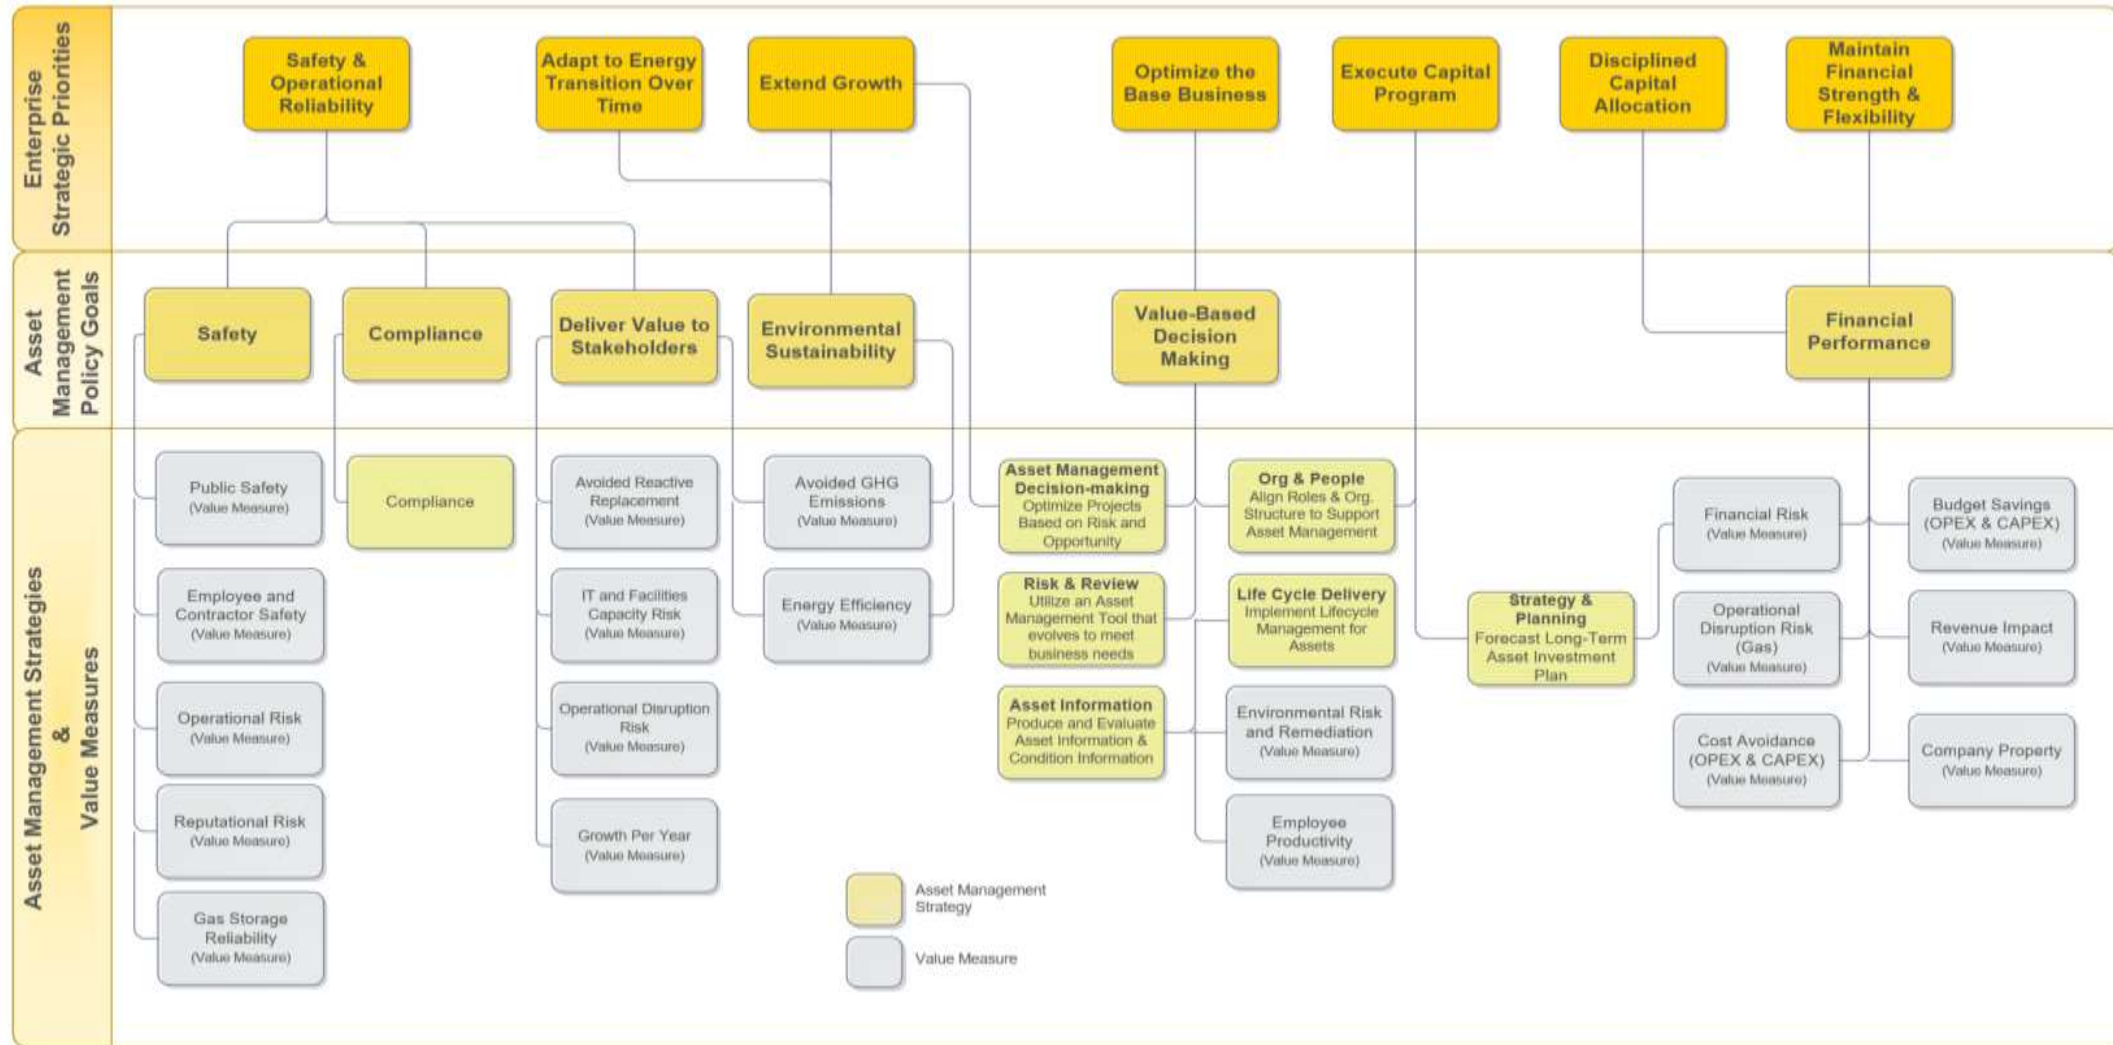 Enterprise
Strategic Priorities
Safety &
Operational
Reliability
Adapt to Energy
Transition Over
Time
Extend Growth
Optimize the
Base Business
Execute Capital
Program
Disciplined
Capital
Allocation
Maintain
Financial
Strength &
Flexibility
Asset
Management
Policy Goals
Safety
Compliance
Deliver Value to
Stakeholders
Environmental
Sustainability
Value-Based
Decision
Making
Financial
Performance
Asset Management Strategies
&
Value Measures
Public Safety
(Value Measure)
Employee and
Contractor Safety
(Value Measure)
Operational Risk
(Value Measure)
Reputational Risk
(Value Measure)
Gas Storage
Reliability
(Value Measure)
Compliance
Avoided Reactive
Replacement
(Value Measure)
IT and Facilities
Capacity Risk
(Value Measure)
Operational Disruption
Risk
(Value Measure)
Growth Per Year
(Value Measure)
Avoided GHG
Emissions
(Value Measure)
Energy Efficiency
(Value Measure)
Asset Management
Decision-making
Optimize Projects
Based on Risk and
Opportunity
Risk & Review
Utilize an Asset
Management Tool that
evolves to meet
business needs
Asset Information
Produce and Evaluate
Asset Information &
Condition Information
Org & People
Align Roles & Org.
Structure to Support
Asset Management
Life Cycle Delivery
Implement Lifecycle
Management for
Assets
Environmental Risk
and Remediation
(Value Measure)
Employee
Productivity
(Value Measure)
Strategy &
Planning
Forecast Long-Term
Asset Investment
Plan
Financial Risk
(Value Measure)
Operational
Disruption Risk
(Gas)
(Value Measure)
Cost Avoidance
(OPEX & CAPEX)
(Value Measure)
Budget Savings
(OPEX & CAPEX)
(Value Measure)
Revenue Impact
(Value Measure)
Company Property
(Value Measure)
Asset Management
Strategy
Value Measure